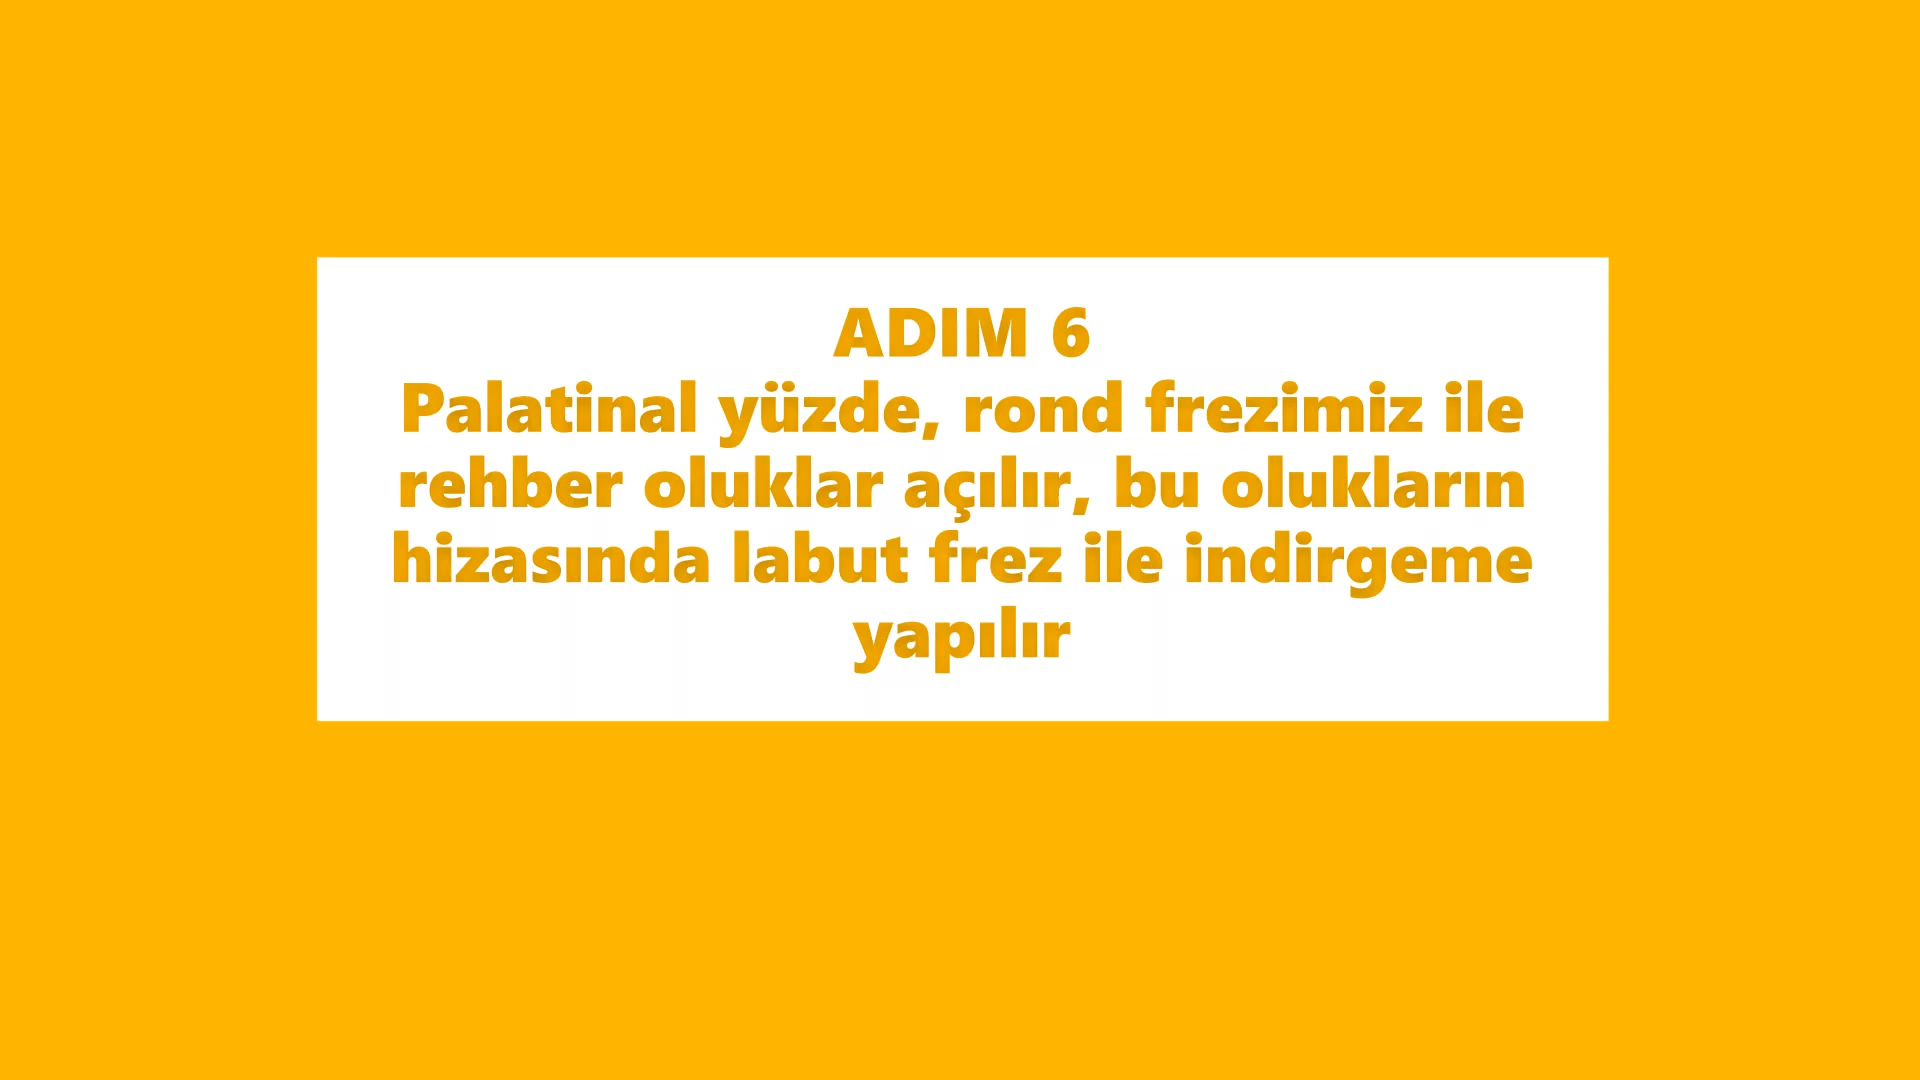 ADIM 6
Palatinal yüzde, rond frezimiz ile
rehber oluklar açılır, bu olukların
hizasında labut frez ile indirgeme
yapılır